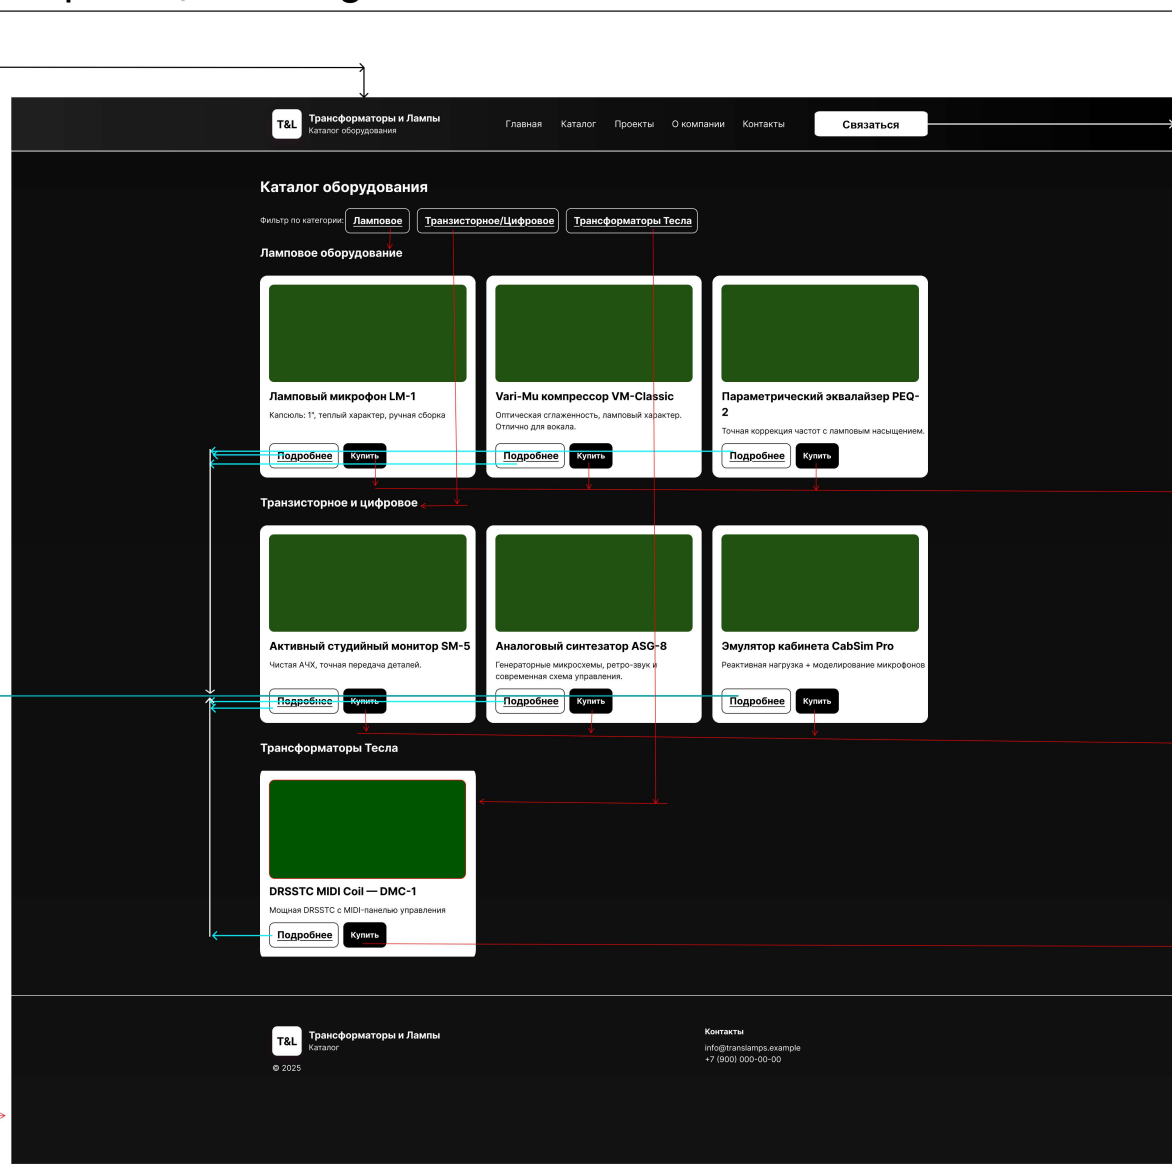 T&L
Трансформаторы и Лампы
Каталог оборудования
Главная
Каталог
Проекты
О компании
Контакты
Связаться
Каталог оборудования
Фильтр по категории:
Ламповое
Транзисторное/Цифровое
Трансформаторы Тесла
Ламповое оборудование
Ламповый микрофон LM-1
Капсюль: 1", теплый характер, ручная сборка
Подробнее
Купить
Vari-Mu компрессор VM-Classic
Оптическая сглаженность, ламповый характер.
Отлично для вокала.
Подробнее
Купить
Параметрический эквалайзер PEQ-
2
Точная коррекция частот с ламповым насыщением.
Подробнее
Купить
Транзисторное и цифровое
Активный студийный монитор SM-5
Чистая АЧХ, точная передача деталей.
Подробнее
Купить
Аналоговый синтезатор ASG-8
Генераторные микросхемы, ретро-звук и
современная схема управления.
Подробнее
Купить
Эмулятор кабинета CabSim Pro
Реактивная нагрузка + моделирование микрофонов
Подробнее
Купить
Трансформаторы Тесла
DRSSTC MIDI Coil — DMC-1
Мощная DRSSTC с MIDI-панелью управления
Подробнее
Купить
T&L
Трансформаторы и Лампы
Каталог
© 2025
Контакты
info@translamps.example
+7 (900) 000-00-00